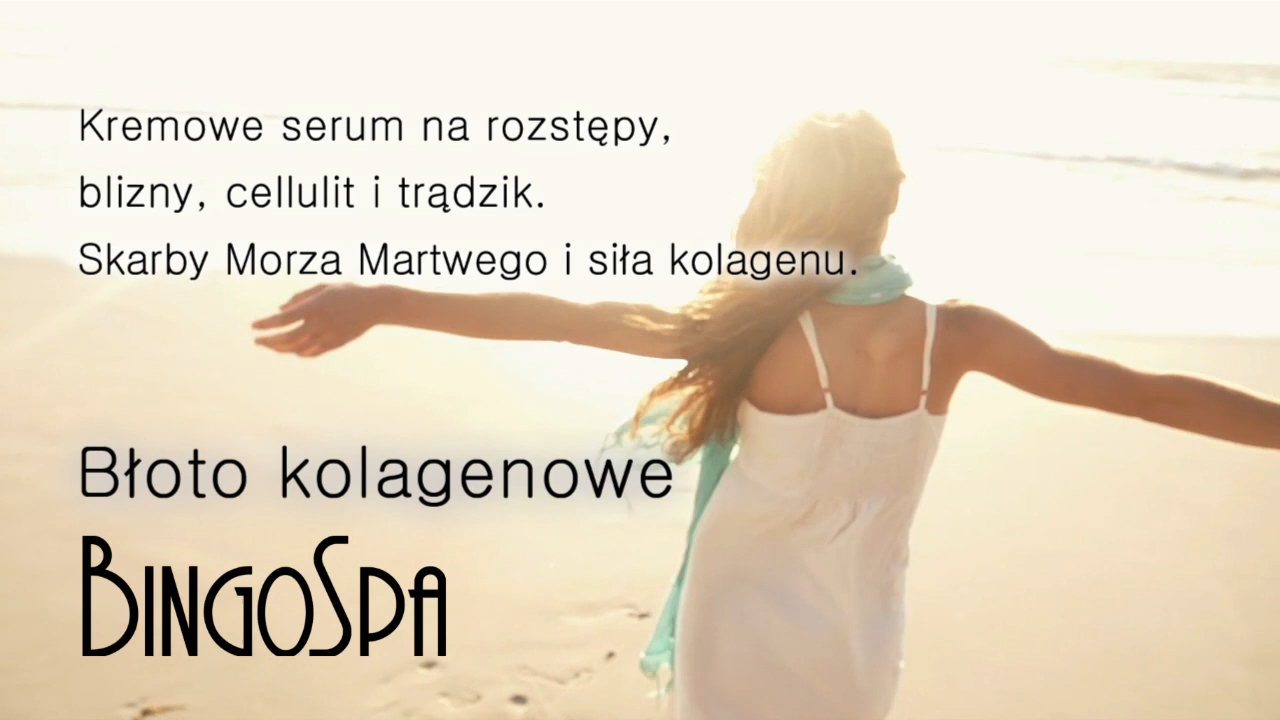 Kremowe serum na rozstępy,
blizny, cellulit i trądzik.
Skarby Morza Martwego i siła kolagenu.
Błoto kolagenowe
BINGOSPA